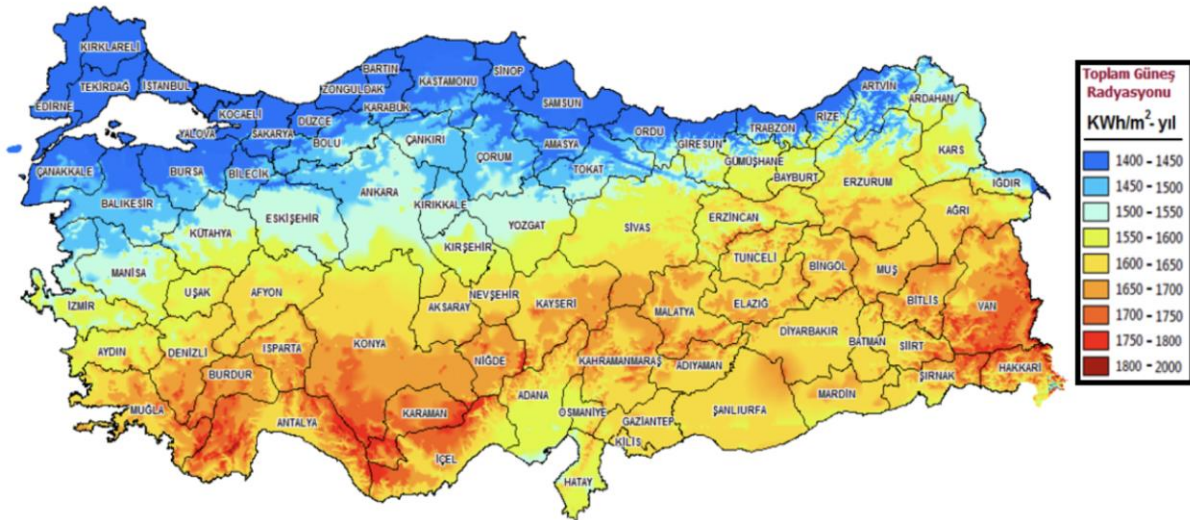 KIRKLARELİ
TEKİRDAĞ
İSTANBUL
EDİRNE
KOCAELİ
YALOVA
SAKARYA
DÜZCE
ZONGULDAK
BARTIN
KARABÜK
KASTAMONU
SİNOP
SAMSUN
ORDU
GİRESUN
TRABZON
RİZE
ARTVİN
ARDAHAN
KARS
IĞDIR
ÇANAKKALE
BALIKESİR
BURSA
BİLECİK
BOLU
ÇANKIRI
ÇORUM
AMASYA
TOKAT
GÜMÜŞHANE
BAYBURT
ERZURUM
AĞRI
KÜTAHYA
ESKİŞEHİR
ANKARA
KIRIKKALE
YOZGAT
SİVAS
ERZİNCAN
TUNCELİ
BİNGÖL
MUŞ
BİTLİS
VAN
MANİSA
İZMİR
UŞAK
AFYON
KIRŞEHİR
NEVŞEHİR
AKSARAY
KAYSERİ
MALATYA
ELAZIĞ
DİYARBAKIR
BATMAN
SİİRT
AYDIN
DENİZLİ
ISPARTA
BURDUR
KONYA
NİĞDE
KAHRAMANMARAŞ
ADIYAMAN
MARDİN
ŞIRNAK
HAKKARİ
MUĞLA
ANTALYA
KARAMAN
İÇEL
ADANA
OSMANİYE
GAZİANTEP
KİLİS
ŞANLIURFA
HATAY
Toplam Güneş
Radyasyonu
KWh/m²- yıl
1400 - 1450
1450 - 1500
1500 - 1550
1550 - 1600
1600 - 1650
1650 - 1700
1700 - 1750
1750 - 1800
1800 - 2000